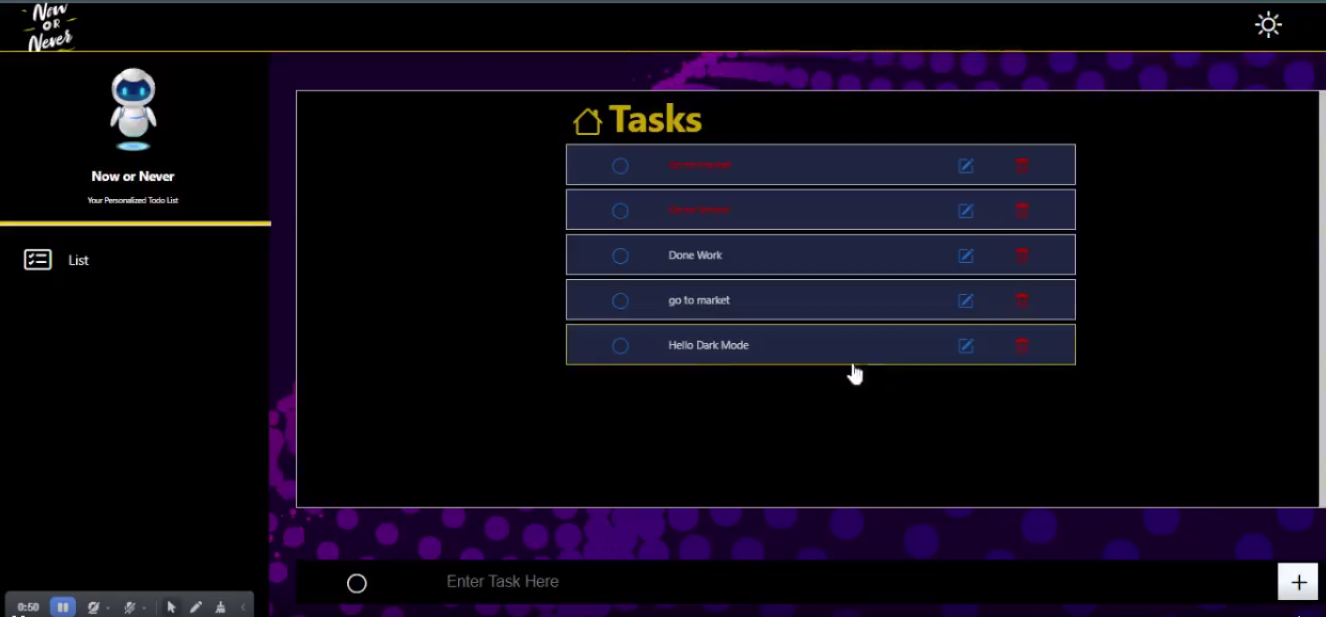 Now
OR
Never
Now or Never
Your Personalized Todo List
List
Tasks
Done Work
go to market
Hello Dark Mode
Enter Task Here
0:50